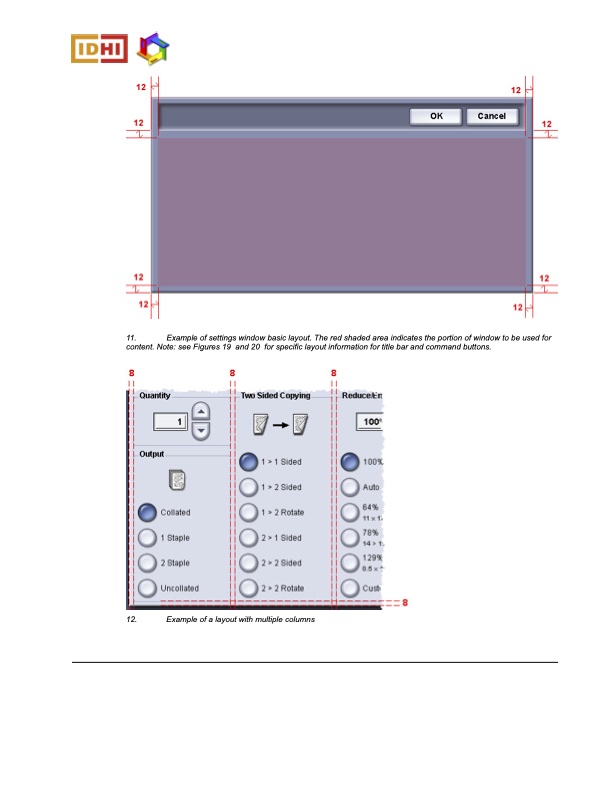 IDHI
12 12
OK Cancel
12 12
12 12
12 12
11. Example of settings window basic layout. The red shaded area indicates the portion of window to be used for
content. Note: see Figures 19 and 20 for specific layout information for title bar and command buttons.
8 8 8
Quantity Two Sided Copying Reduce/En
1 100%
Output
1 > 1 Sided 100%
1 > 2 Sided Auto
Collated 1 > 2 Rotate 64%
11 x 1
1 Staple 2 > 1 Sided 78%
14 > 1
2 Staple 2 > 2 Sided 129%
8.5 x
Uncollated 2 > 2 Rotate Cust
8
12. Example of a layout with multiple columns